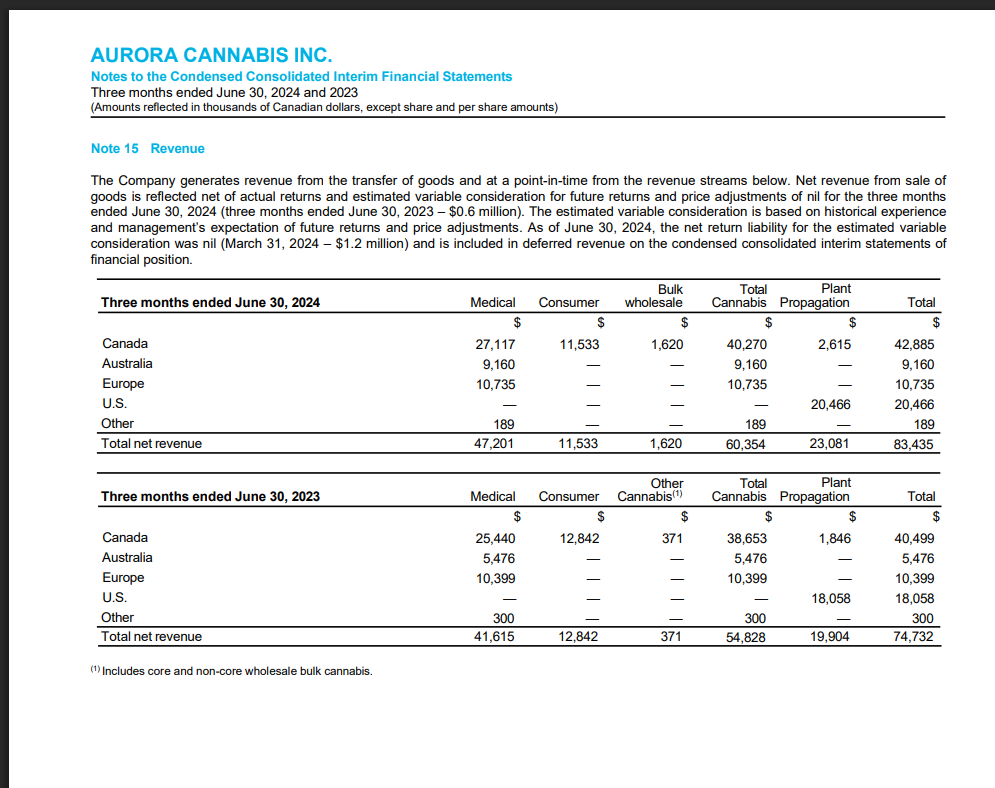 AURORA CANNABIS INC.
Notes to the Condensed Consolidated Interim Financial Statements
Three months ended June 30, 2024 and 2023
(Amounts reflected in thousands of Canadian dollars, except share and per share amounts)
Note 15 Revenue
The Company generates revenue from the transfer of goods and at a point-in-time from the revenue streams below. Net revenue from sale of
goods is reflected net of actual returns and estimated variable consideration for future returns and price adjustments of nil for the three months
ended June 30, 2024 (three months ended June 30, 2023 – $0.6 million). The estimated variable consideration is based on historical experience
and management's expectation of future returns and price adjustments. As of June 30, 2024, the net return liability for the estimated variable
consideration was nil (March 31, 2024 – $1.2 million) and is included in deferred revenue on the condensed consolidated interim statements of
financial position.
Bulk Total Plant
Three months ended June 30, 2024 Medical Consumer wholesale Cannabis Propagation Total
$ $ $ $ $ $
Canada 27,117 11,533 1,620 40,270 2,615 42,885
Australia 9,160 — — 9,160 — 9,160
Europe 10,735 — — 10,735 — 10,735
U.S. — — — — 20,466 20,466
Other 189 — — 189 — 189
Total net revenue 47,201 11,533 1,620 60,354 23,081 83,435
Other Total Plant
Three months ended June 30, 2023 Medical Consumer Cannabis(1) Cannabis Propagation Total
$ $ $ $ $ $
Canada 25,440 12,842 371 38,653 1,846 40,499
Australia 5,476 — — 5,476 — 5,476
Europe 10,399 — — 10,399 — 10,399
U.S. — — — — 18,058 18,058
Other 300 — — 300 — 300
Total net revenue 41,615 12,842 371 54,828 19,904 74,732
(1) Includes core and non-core wholesale bulk cannabis.